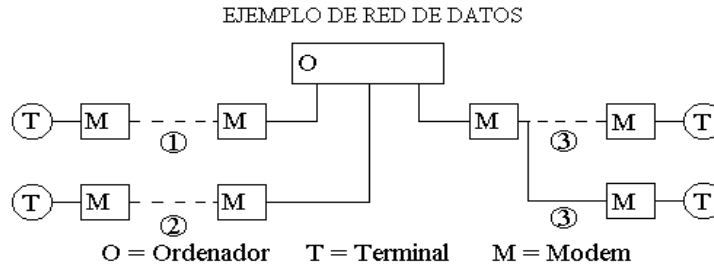 EJEMPLO DE RED DE DATOS
O
T M M M M T
1 3
T M M M T
2 3
O = Ordenador T = Terminal M = Modem